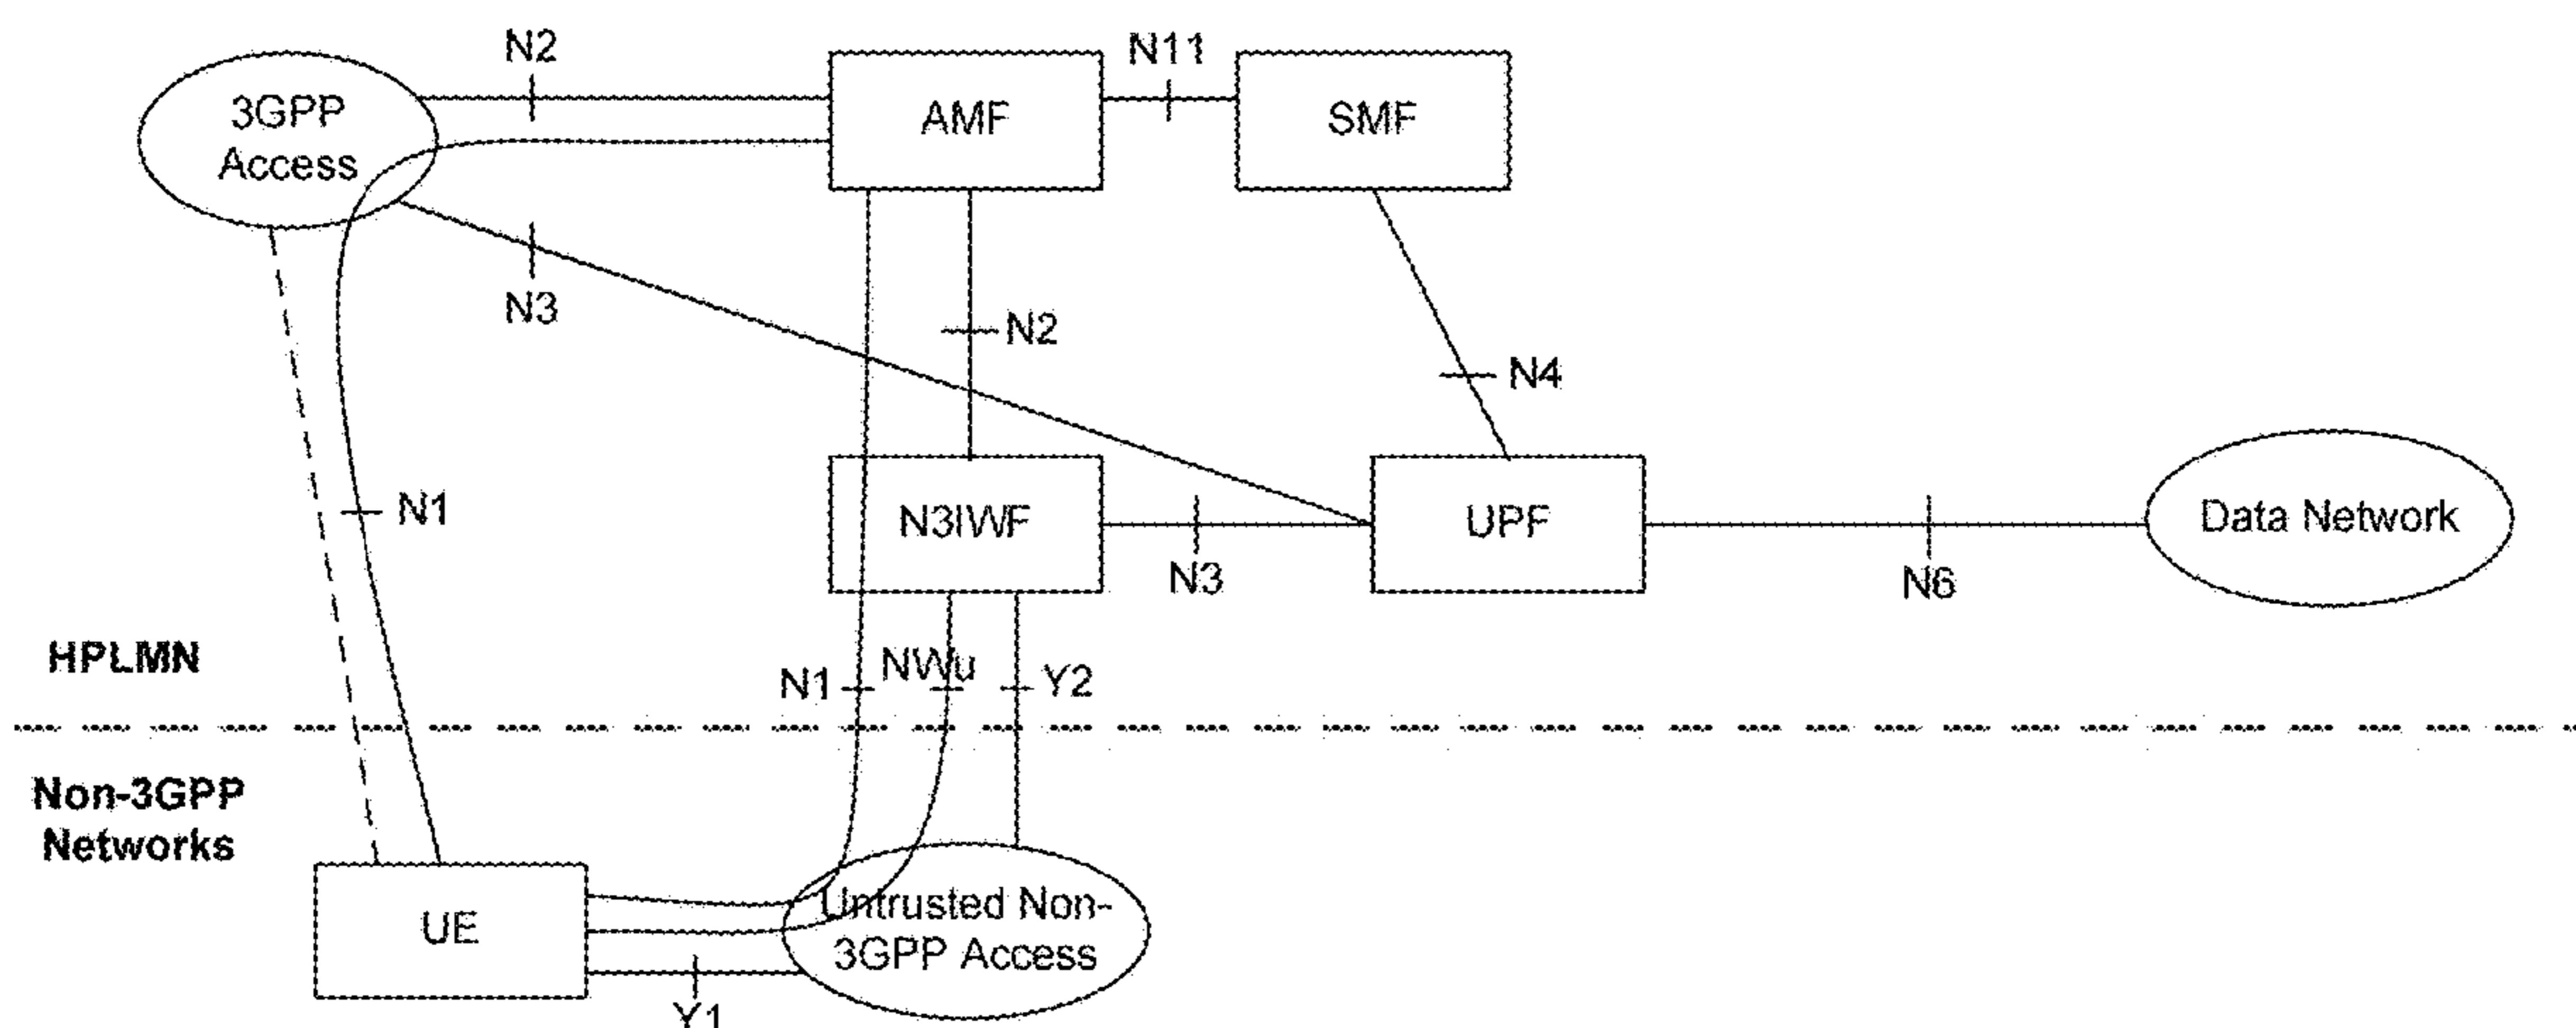 N2
N11
3GPP
Access
AMF
SMF
N3
N2
N4
N1
N3IWF
UPF
Data Network
N3
N6
HPLMN
N1
NWu
Y2
Non-3GPP
Networks
UE
Untrusted Non-
3GPP Access
Y1